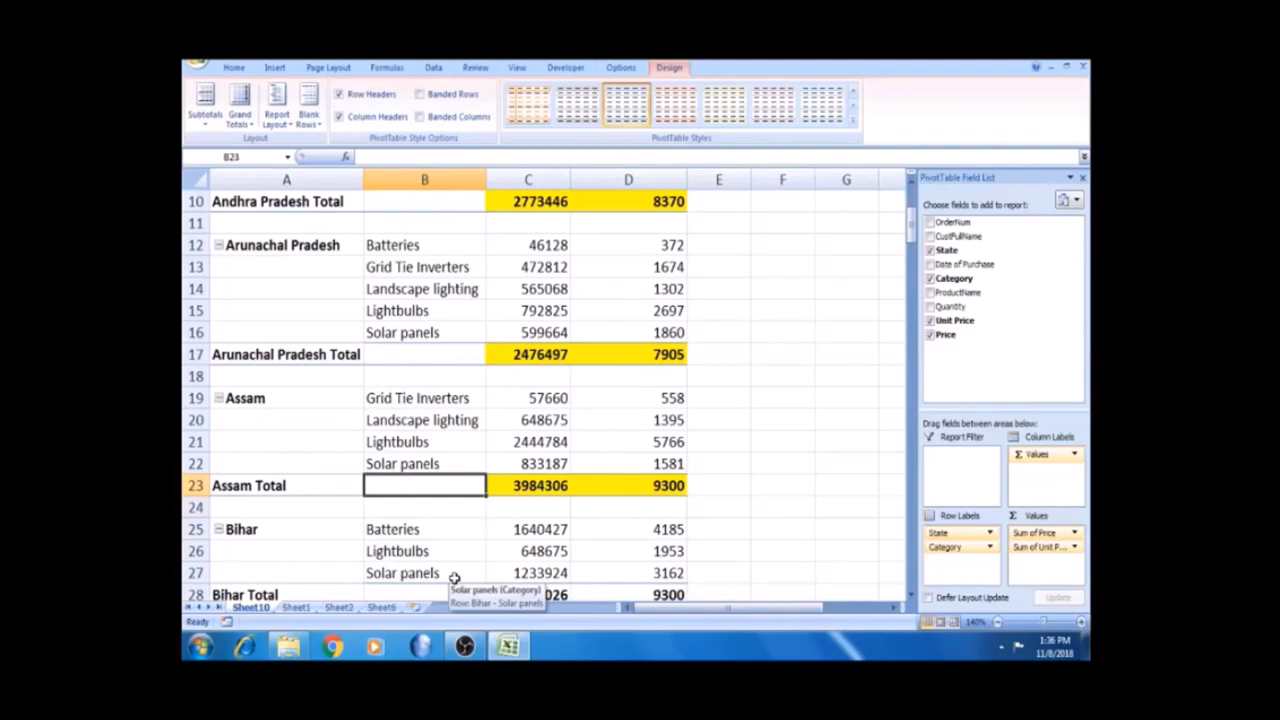 Home Insert Page Layout Formulas Data Review View Developer Options Design
Subtotals Grand Totals Report Layout Blank Rows
Row Headers Banded Rows
Column Headers Banded Columns
Layout PivotTable Style Options PivotTable Styles
B23 fx
A B C D E F G
10 Andhra Pradesh Total 2773446 8370
11
12 Arunachal Pradesh Batteries 46128 372
13 Grid Tie Inverters 472812 1674
14 Landscape lighting 565068 1302
15 Lightbulbs 792825 2697
16 Solar panels 599664 1860
17 Arunachal Pradesh Total 2476497 7905
18
19 Assam Grid Tie Inverters 57660 558
20 Landscape lighting 648675 1395
21 Lightbulbs 2444784 5766
22 Solar panels 833187 1581
23 Assam Total 3984306 9300
24
25 Bihar Batteries 1640427 4185
26 Lightbulbs 648675 1953
27 Solar panels 1233924 3162
28 Bihar Total 026 9300
Solar panels (Category)
Row: Bihar - Solar panels
Sheet10 Sheet1 Sheet2 Sheet6
Ready 140%
PivotTable Field List
Choose fields to add to report:
OrderNum
CustFullName
State
Date of Purchase
Category
ProductName
Quantity
Unit Price
Price
Drag fields between areas below:
Report Filter Column Labels
Σ Values
Row Labels Σ Values
State Sum of Price
Category Sum of Unit P...
Defer Layout Update Update
1:36 PM
11/8/2018